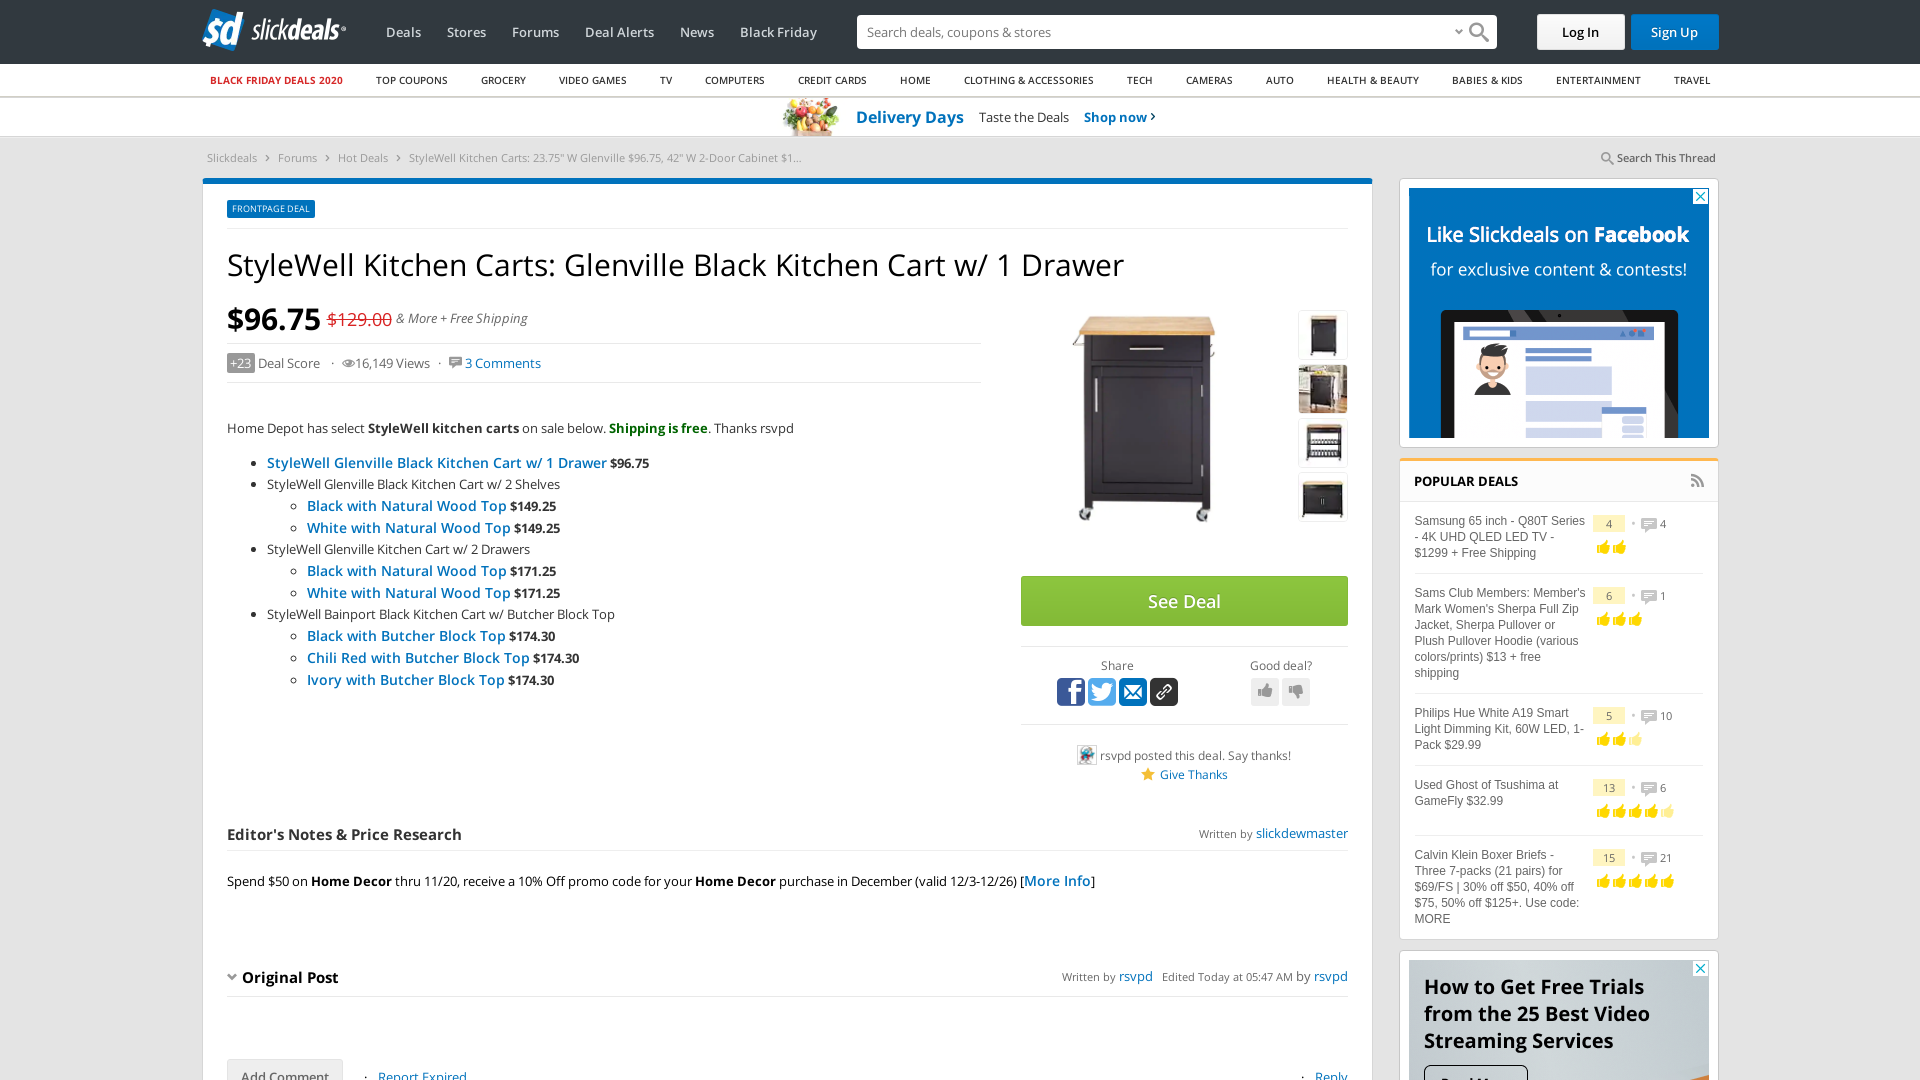 sd slickdeals
Deals Stores Forums Deal Alerts News Black Friday
Search deals, coupons & stores
Log In
Sign Up
BLACK FRIDAY DEALS 2020 TOP COUPONS GROCERY VIDEO GAMES TV COMPUTERS CREDIT CARDS HOME CLOTHING & ACCESSORIES TECH CAMERAS AUTO HEALTH & BEAUTY BABIES & KIDS ENTERTAINMENT TRAVEL
Delivery Days Taste the Deals Shop now
Slickdeals Forums Hot Deals StyleWell Kitchen Carts: 23.75" W Glenville $96.75, 42" W 2-Door Cabinet $1...
Search This Thread
FRONTPAGE DEAL
StyleWell Kitchen Carts: Glenville Black Kitchen Cart w/ 1 Drawer
$96.75 $129.00 & More + Free Shipping
+23 Deal Score · 16,149 Views · 3 Comments
Home Depot has select StyleWell kitchen carts on sale below. Shipping is free. Thanks rsvpd
• StyleWell Glenville Black Kitchen Cart w/ 1 Drawer $96.75
• StyleWell Glenville Black Kitchen Cart w/ 2 Shelves
Black with Natural Wood Top $149.25
White with Natural Wood Top $149.25
• StyleWell Glenville Kitchen Cart w/ 2 Drawers
Black with Natural Wood Top $171.25
White with Natural Wood Top $171.25
• StyleWell Bainport Black Kitchen Cart w/ Butcher Block Top
Black with Butcher Block Top $174.30
Chili Red with Butcher Block Top $174.30
Ivory with Butcher Block Top $174.30
See Deal
Share
Good deal?
rsvpd posted this deal. Say thanks!
Give Thanks
Editor's Notes & Price Research
Written by slickdewmaster
Spend $50 on Home Decor thru 11/20, receive a 10% Off promo code for your Home Decor purchase in December (valid 12/3-12/26) [More Info]
Original Post
Written by rsvpd Edited Today at 05:47 AM by rsvpd
Add Comment · Report Expired
· Reply
Like Slickdeals on Facebook
for exclusive content & contests!
POPULAR DEALS
Samsung 65 inch - Q80T Series
- 4K UHD QLED LED TV -
$1299 + Free Shipping
4 • 4
Sams Club Members: Member's
Mark Women's Sherpa Full Zip
Jacket, Sherpa Pullover or
Plush Pullover Hoodie (various
colors/prints) $13 + free
shipping
6 • 1
Philips Hue White A19 Smart
Light Dimming Kit, 60W LED, 1-
Pack $29.99
5 • 10
Used Ghost of Tsushima at
GameFly $32.99
13 • 6
Calvin Klein Boxer Briefs -
Three 7-packs (21 pairs) for
$69/FS | 30% off $50, 40% off
$75, 50% off $125+. Use code:
MORE
15 • 21
How to Get Free Trials
from the 25 Best Video
Streaming Services